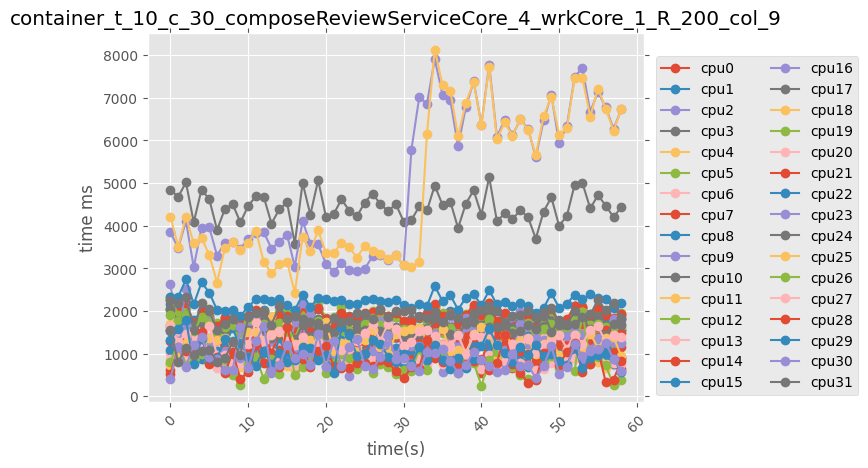 container_t_10_c_30_composeReviewServiceCore_4_wrkCore_1_R_200_col_9
time ms
8000
7000
6000
5000
4000
3000
2000
1000
0
0
10
20
30
40
50
60
time(s)
cpu0
cpu1
cpu2
cpu3
cpu4
cpu5
cpu6
cpu7
cpu8
cpu9
cpu10
cpu11
cpu12
cpu13
cpu14
cpu15
cpu16
cpu17
cpu18
cpu19
cpu20
cpu21
cpu22
cpu23
cpu24
cpu25
cpu26
cpu27
cpu28
cpu29
cpu30
cpu31